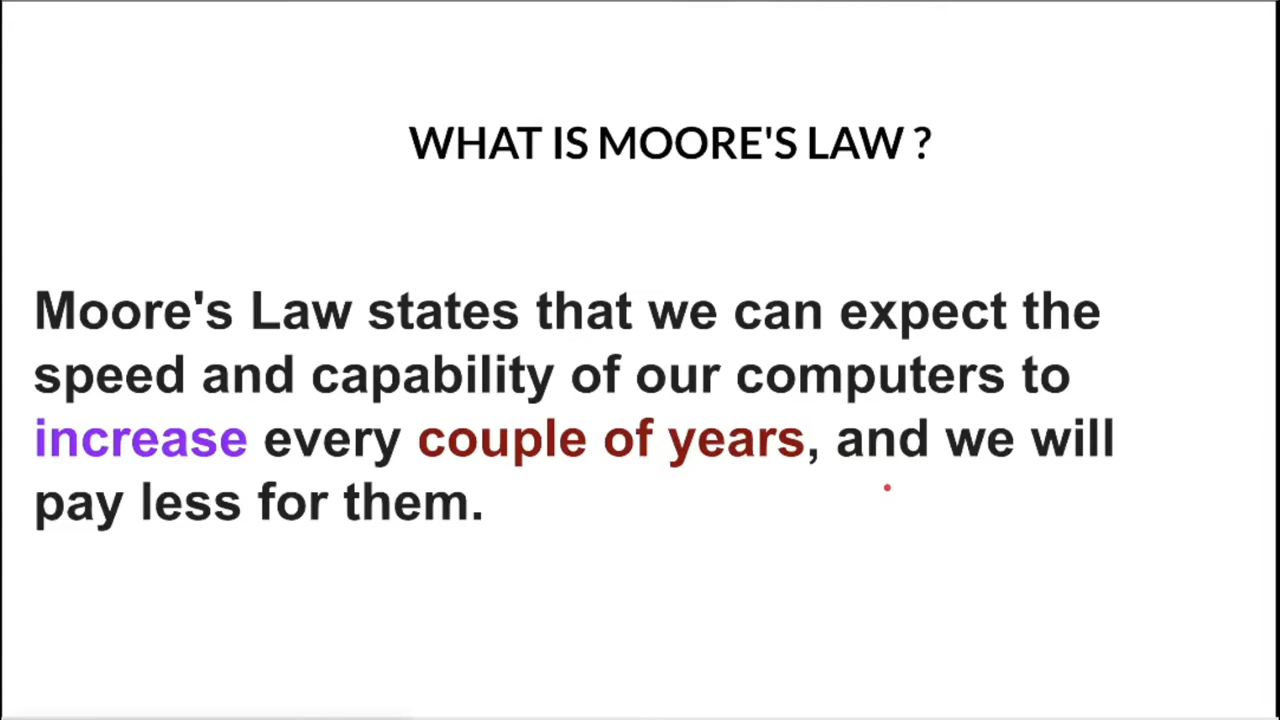 WHAT IS MOORE'S LAW ?
Moore's Law states that we can expect the
speed and capability of our computers to
increase every couple of years, and we will
pay less for them.